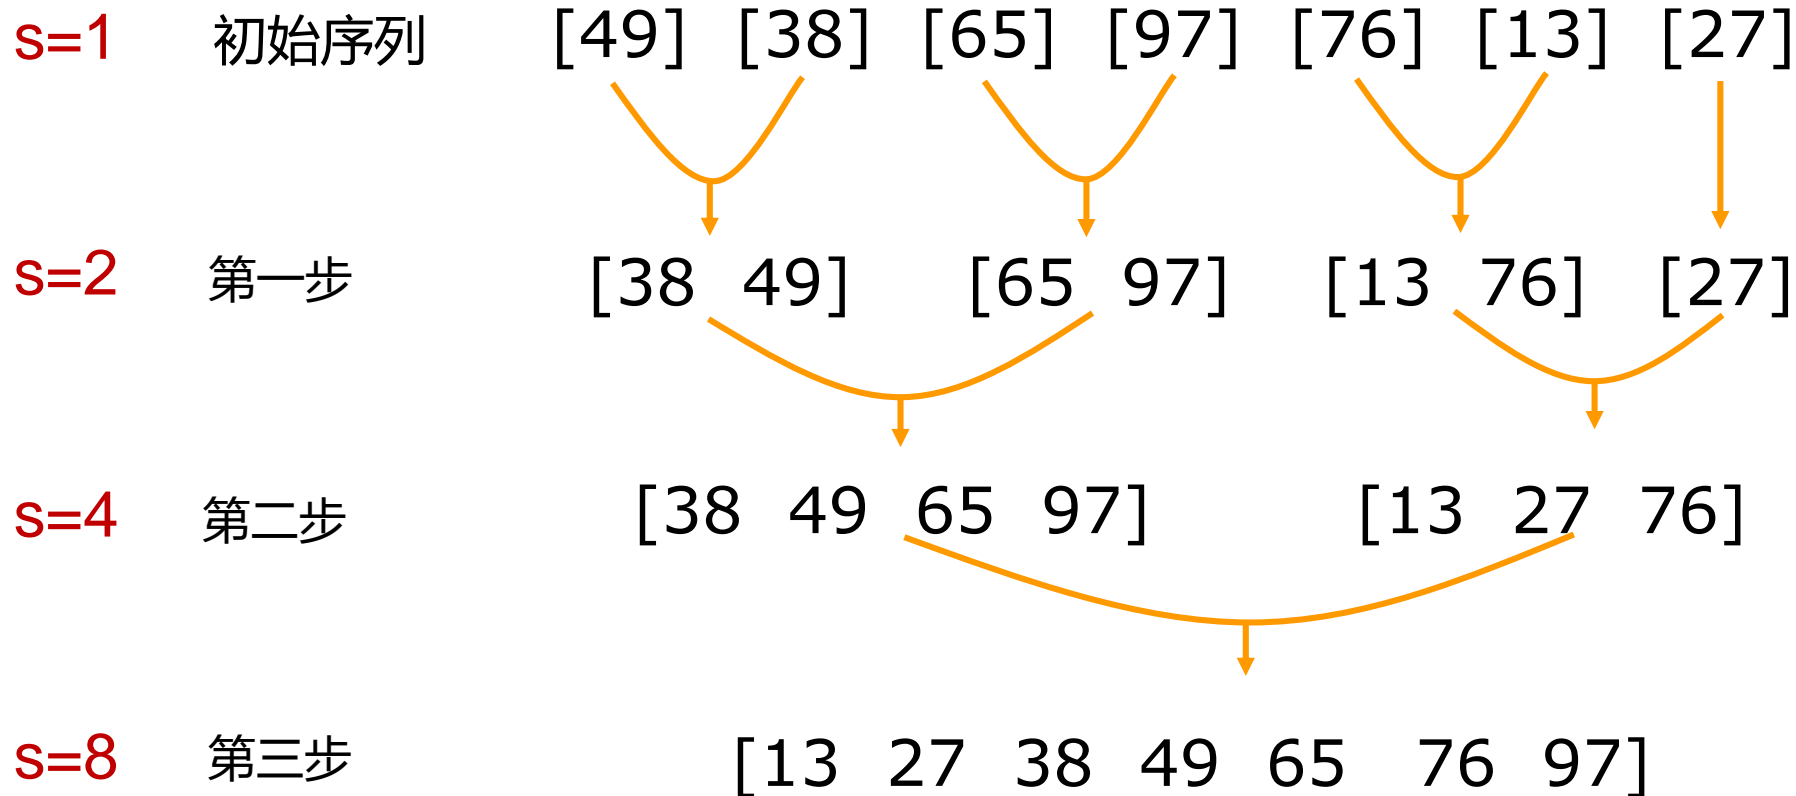 s=1 初始序列 [49] [38] [65] [97] [76] [13] [27]
s=2 第一步 [38 49] [65 97] [13 76] [27]
s=4 第二步 [38 49 65 97] [13 27 76]
s=8 第三步 [13 27 38 49 65 76 97]